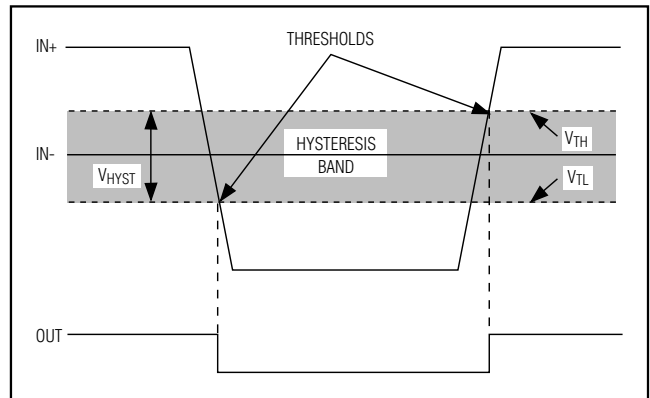 THRESHOLDS
IN+
VTH
HYSTERESIS
BAND
IN-
VHYST
VTL
OUT